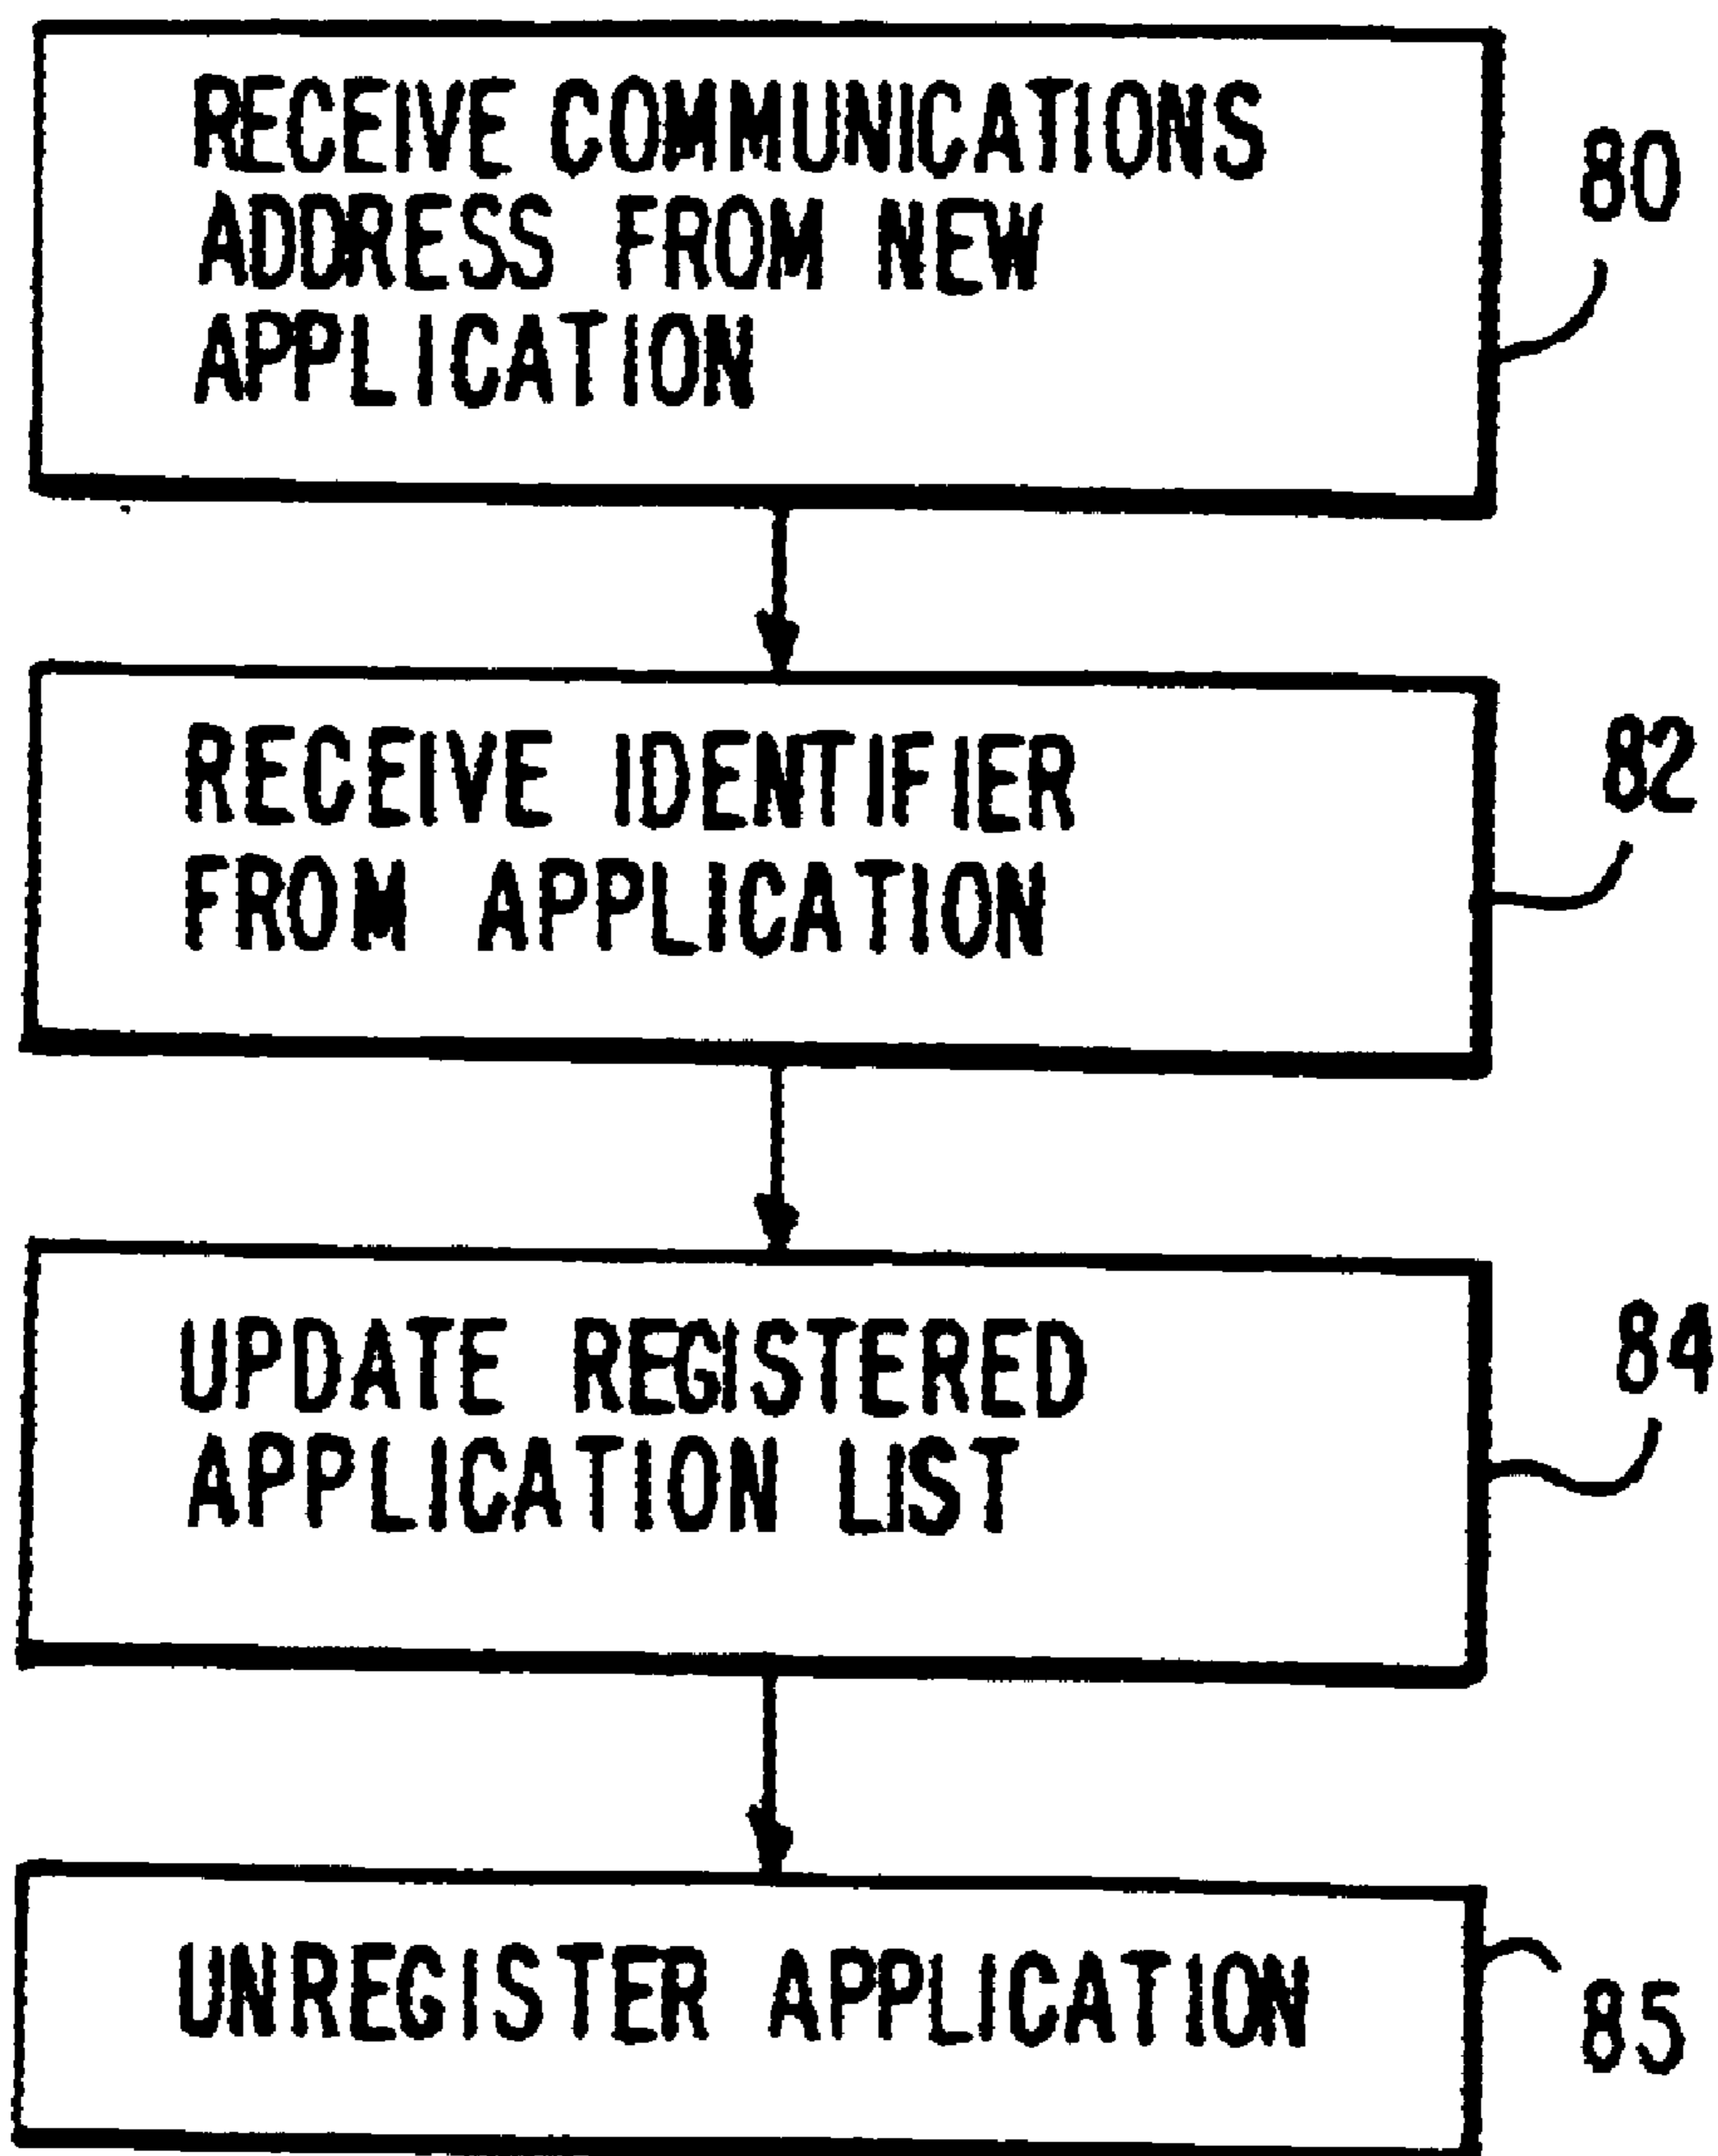 RECEIVE COMMUNICATIONS
ADDRESS FROM NEW
APPLICATION
80
RECEIVE IDENTIFIER
FROM APPLICATION
82
UPDATE REGISTERED
APPLICATION LIST
84
UNREGISTER APPLICATION
85